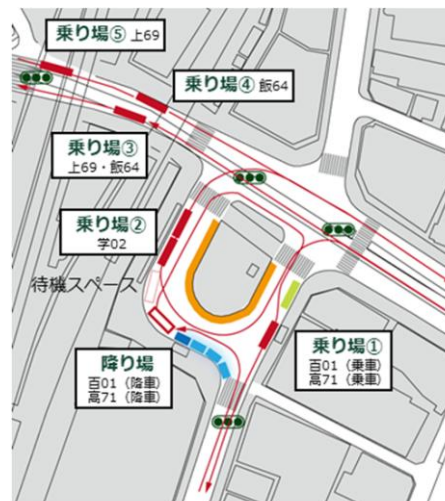 乗り場⑤ 上69
乗り場④ 飯64
乗り場③
上69・飯64
乗り場②
学02
待機スペース
降り場
百01（降車）
高71（降車）
乗り場①
百01（乗車）
高71（乗車）